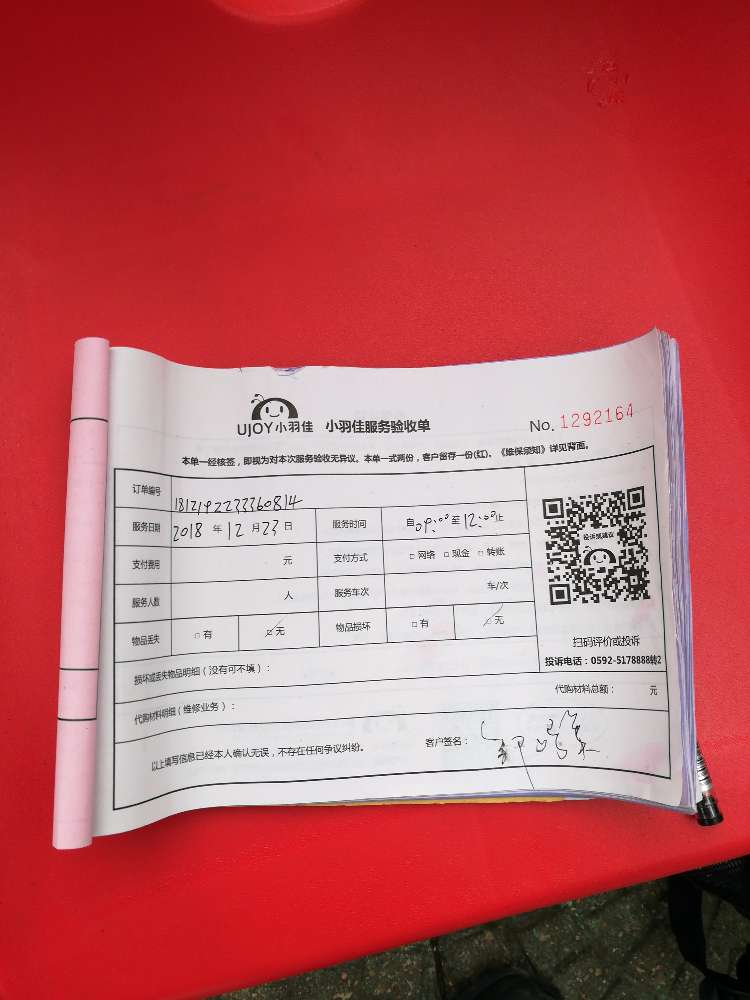 UJOY小羽佳 小羽佳服务验收单 No. 1292164
本单一经核签，即视为对本次服务验收无异议。本单一式两份，客户留存一份(红)，《维保须知》详见背面。
订单编号 1812192233360814
服务日期 2018 年 12 月 23 日 服务时间 自 09:00 至 12:00 止
支付费用 元 支付方式 □ 网络 □ 现金 □ 转账
服务人数 人 服务车次 车/次
物品丢失 □ 有 □ 无 物品损坏 □ 有 □ 无
投诉或建议
扫码评价或投诉
投诉电话：0592-5178888转2
损坏或丢失物品明细（没有可不填）：
代购材料明细（维修业务）： 代购材料总额： 元
以上填写信息已经本人确认无误，不存在任何争议纠纷。 客户签名：